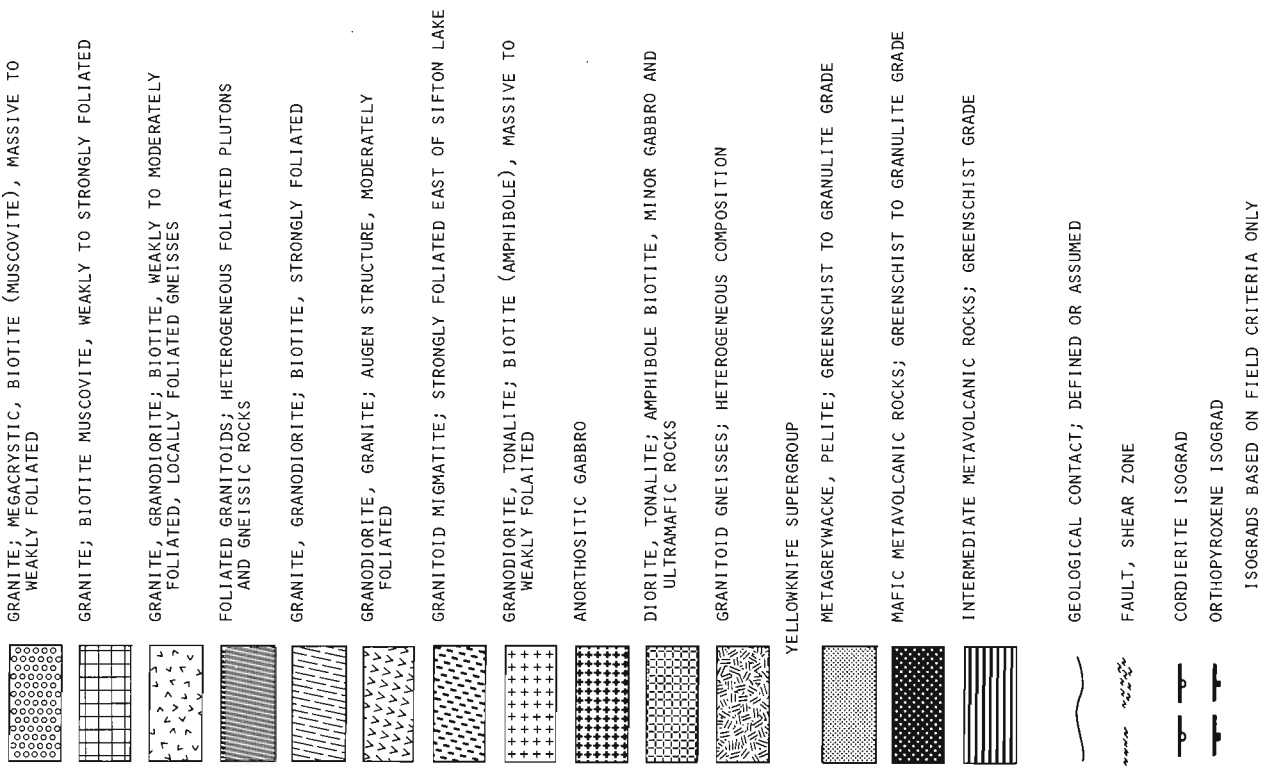 GRANITE; MEGACRYSTIC, BIOTITE (MUSCOVITE), MASSIVE TO
WEAKLY FOLIATED
GRANITE; BIOTITE MUSCOVITE, WEAKLY TO STRONGLY FOLIATED
GRANITE, GRANODIORITE; BIOTITE, WEAKLY TO MODERATELY
FOLIATED, LOCALLY FOLIATED GNEISSES
FOLIATED GRANITOIDS; HETEROGENEOUS FOLIATED PLUTONS
AND GNEISSIC ROCKS
GRANITE, GRANODIORITE; BIOTITE, STRONGLY FOLIATED
GRANODIORITE, GRANITE; AUGEN STRUCTURE, MODERATELY
FOLIATED
GRANITOID MIGMATITE; STRONGLY FOLIATED EAST OF SIFTON LAKE
GRANODIORITE, TONALITE; BIOTITE (AMPHIBOLE), MASSIVE TO
WEAKLY FOLAITED
ANORTHOSITIC GABBRO
DIORITE, TONALITE; AMPHIBOLE BIOTITE, MINOR GABBRO AND
ULTRAMAFIC ROCKS
GRANITOID GNEISSES; HETEROGENEOUS COMPOSITION
YELLOWKNIFE SUPERGROUP
METAGREYWACKE, PELITE; GREENSCHIST TO GRANULITE GRADE
MAFIC METAVOLCANIC ROCKS; GREENSCHIST TO GRANULITE GRADE
INTERMEDIATE METAVOLCANIC ROCKS; GREENSCHIST GRADE
GEOLOGICAL CONTACT; DEFINED OR ASSUMED
FAULT, SHEAR ZONE
CORDIERITE ISOGRAD
ORTHOPYROXENE ISOGRAD
ISOGRADS BASED ON FIELD CRITERIA ONLY